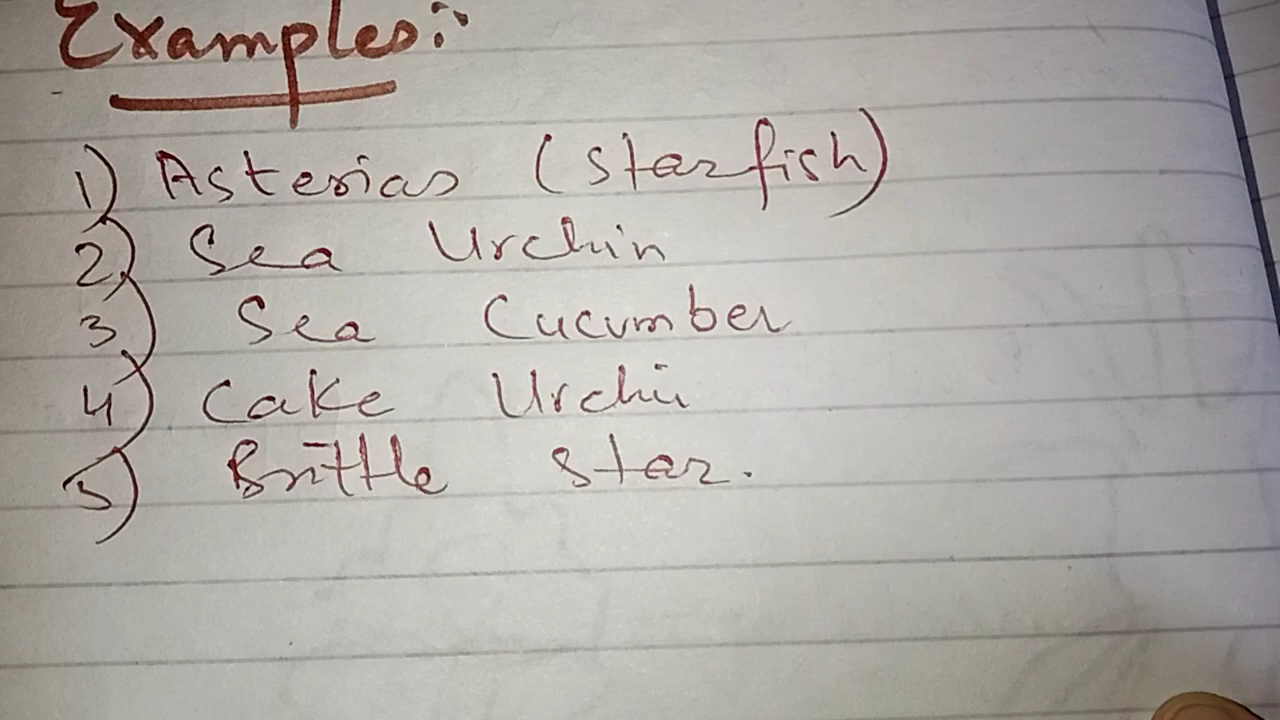 Examples:-
1) Asterias (Starfish)
2) Sea Urchin
3) Sea Cucumber
4) Cake Urchin
5) Brittle Star.